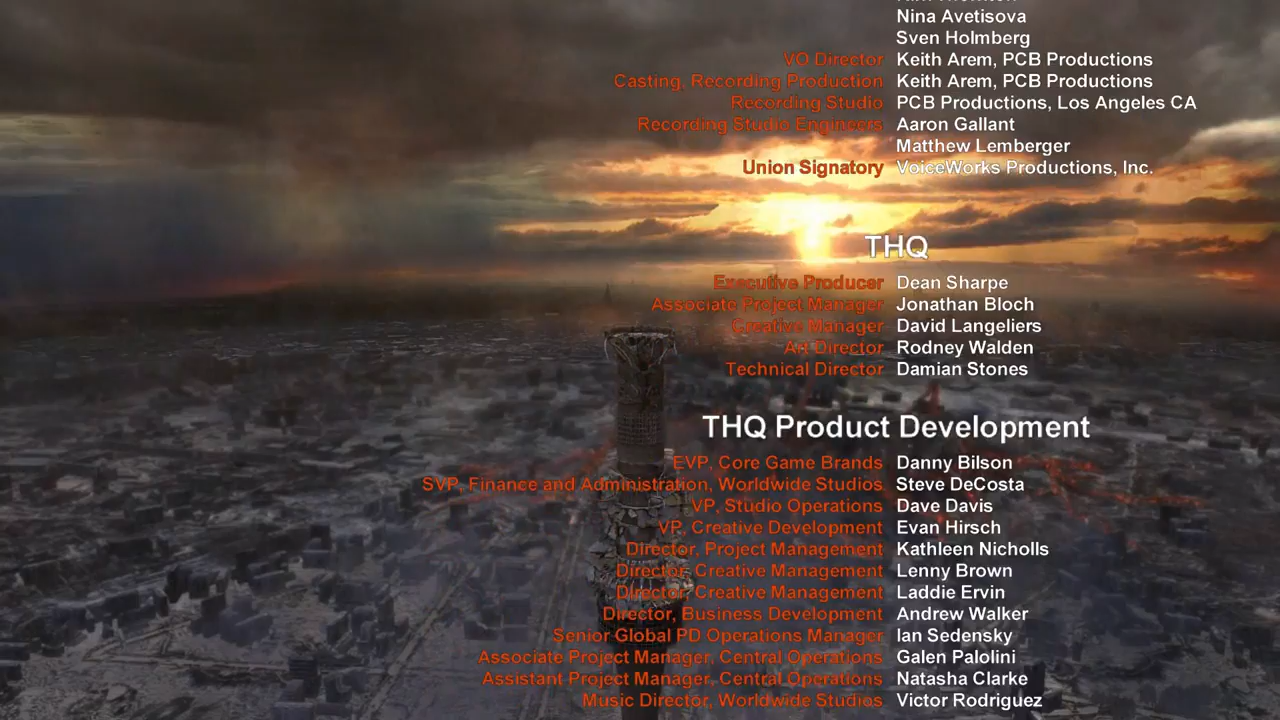 Nina Avetisova
Sven Holmberg
VO Director Keith Arem, PCB Productions
Casting, Recording Production Keith Arem, PCB Productions
Recording Studio PCB Productions, Los Angeles CA
Recording Studio Engineers Aaron Gallant
Matthew Lemberger
Union Signatory VoiceWorks Productions, Inc.
THQ
Executive Producer Dean Sharpe
Associate Project Manager Jonathan Bloch
Creative Manager David Langeliers
Art Director Rodney Walden
Technical Director Damian Stones
THQ Product Development
EVP, Core Game Brands Danny Bilson
SVP, Finance and Administration, Worldwide Studios Steve DeCosta
VP, Studio Operations Dave Davis
VP, Creative Development Evan Hirsch
Director, Project Management Kathleen Nicholls
Director, Creative Management Lenny Brown
Director, Creative Management Laddie Ervin
Director, Business Development Andrew Walker
Senior Global PD Operations Manager Ian Sedensky
Associate Project Manager, Central Operations Galen Palolini
Assistant Project Manager, Central Operations Natasha Clarke
Music Director, Worldwide Studios Victor Rodriguez